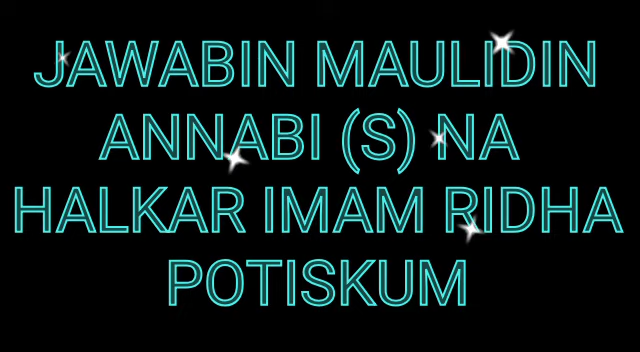 JAWABIN MAULIDIN
ANNABI (S) NA
HALKAR IMAM RIDHA
POTISKUM